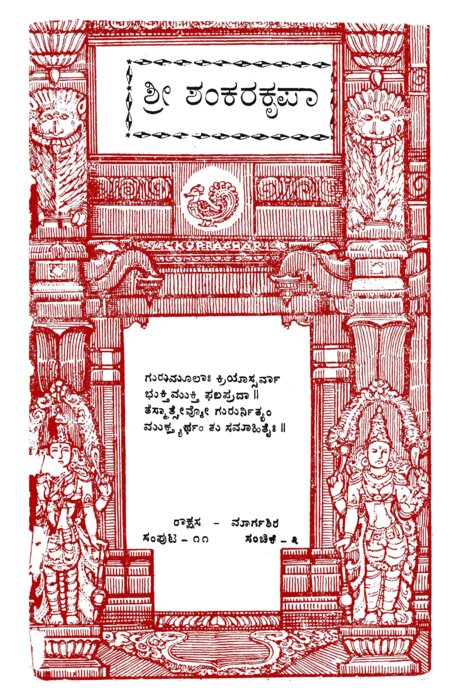 ಶ್ರೀ ಶಂಕರಕೃಪಾ
ಗುರುಮೂಲಾಃ ಕ್ರಿಯಾಸ್ಸರ್ವಾ
ಭುಕ್ತಿಮುಕ್ತಿ ಫಲಪ್ರದಾ ॥
ತಸ್ಮಾತ್ಸೇವ್ಯೋ ಗುರುರ್ನಿತ್ಯಂ
ಮುಕ್ತ್ಯರ್ಥಂ ತು ಸಮಾಹಿತೈಃ ॥
ರಾಕ್ಷಸ - ಮಾರ್ಗಶಿರ
ಸಂಪುಟ - ೧೧ ಸಂಚಿಕೆ - ೩